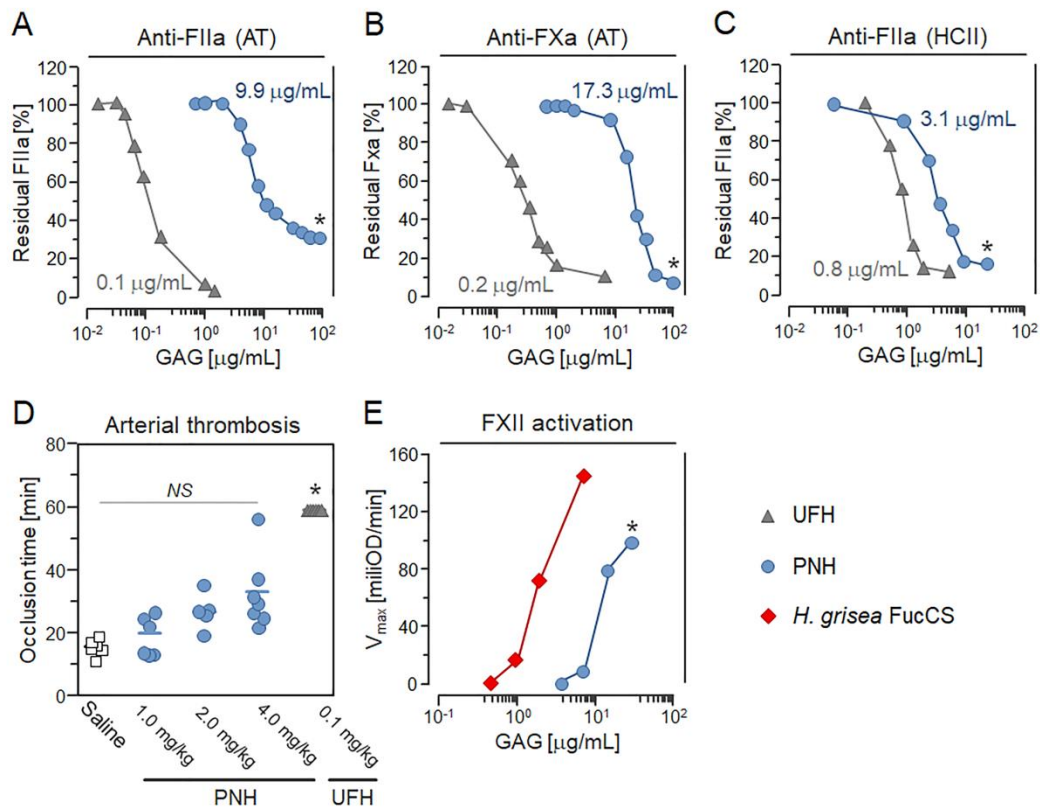 A
Anti-FIIa (AT)
Residual FIIa [%]
120
100
80
60
40
20
0
9.9 µg/mL
0.1 µg/mL
*
10-2
10-1
100
101
102
GAG [µg/mL]
B
Anti-FXa (AT)
Residual Fxa [%]
120
100
80
60
40
20
0
17.3 µg/mL
0.2 µg/mL
*
10-2
10-1
100
101
102
GAG [µg/mL]
C
Anti-FIIa (HCII)
Residual FIIa [%]
120
100
80
60
40
20
0
3.1 µg/mL
0.8 µg/mL
*
10-2
10-1
100
101
102
GAG [µg/mL]
D
Arterial thrombosis
Occlusion time [min]
80
60
40
20
0
NS
*
Saline
1.0 mg/kg
2.0 mg/kg
4.0 mg/kg
0.1 mg/kg
PNH
UFH
E
FXII activation
Vmax [miliOD/min]
160
120
80
40
0
*
10-1
100
101
102
GAG [µg/mL]
UFH
PNH
H. grisea FucCS